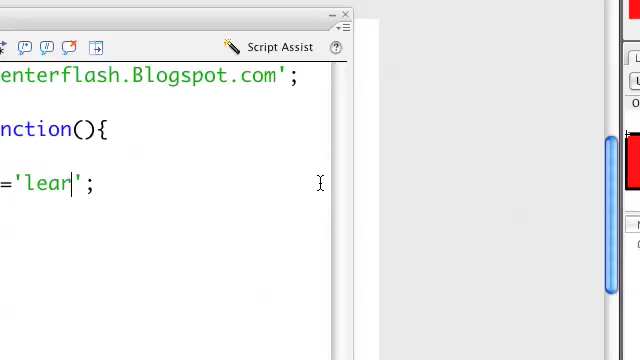 Script Assist
enterflash.Blogspot.com';
nction(){
='lear';